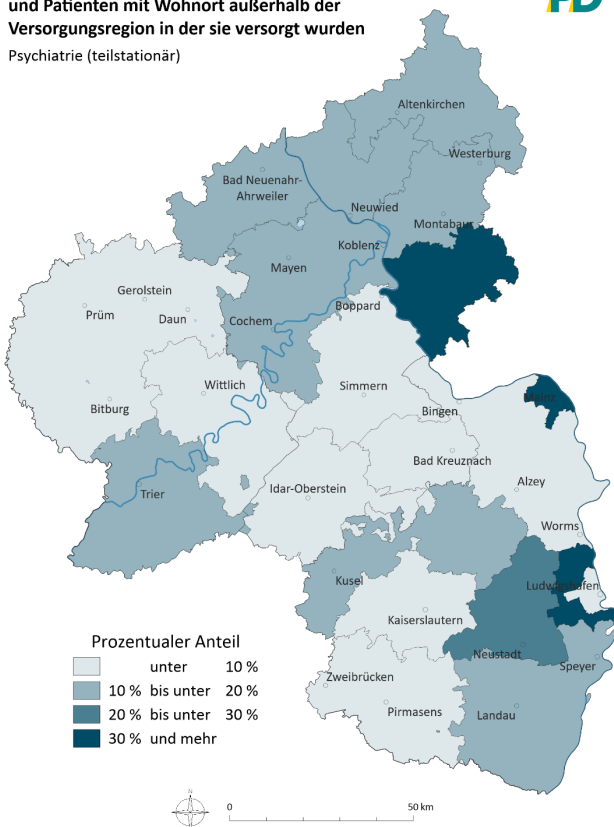 und Patienten mit Wohnort außerhalb der
Versorgungsregion in der sie versorgt wurden
Psychiatrie (teilstationär)
Altenkirchen
Westerburg
Bad Neuenahr-
Ahrweiler
Neuwied
Montabaur
Koblenz
Mayen
Gerolstein
Boppard
Prüm
Daun
Cochem
Wittlich
Simmern
Mainz
Bitburg
Bingen
Bad Kreuznach
Alzey
Trier
Idar-Oberstein
Worms
Kusel
Ludwigshafen
Kaiserslautern
Neustadt
Speyer
Zweibrücken
Pirmasens
Landau
Prozentualer Anteil
unter 10 %
10 % bis unter 20 %
20 % bis unter 30 %
30 % und mehr
N
0 50 km